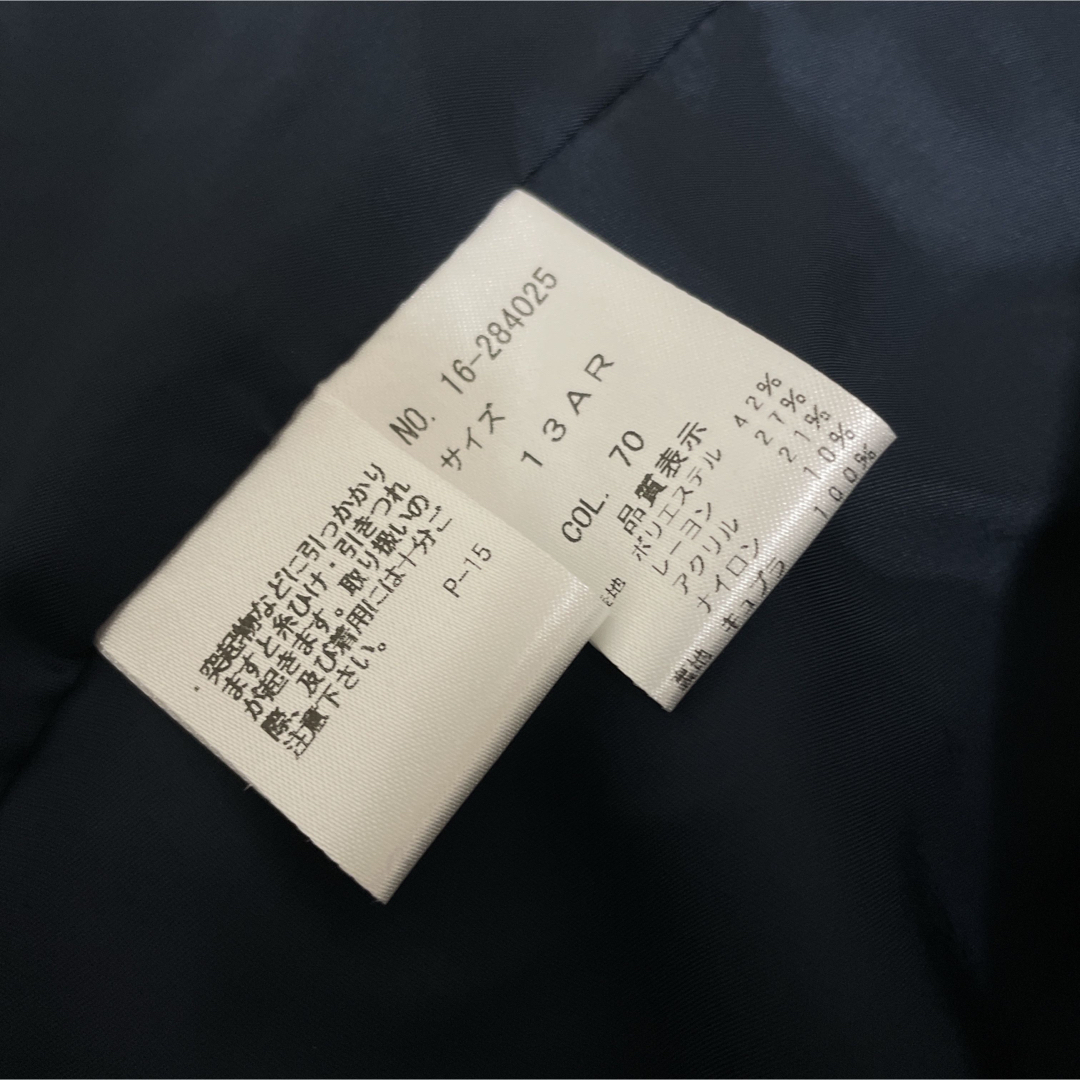 NO. 16-284025
サイズ
13AR
COL. 70
品質表示
ポリエステル 42%
レーヨン 27%
アクリル 21%
ナイロン 10%
キュプラ 100%
突起物などに引っかかり
ますと糸ひけ・引きつれ
が起きます。取り扱いの
際、及び着用には十分ご
注意下さい。
P-15